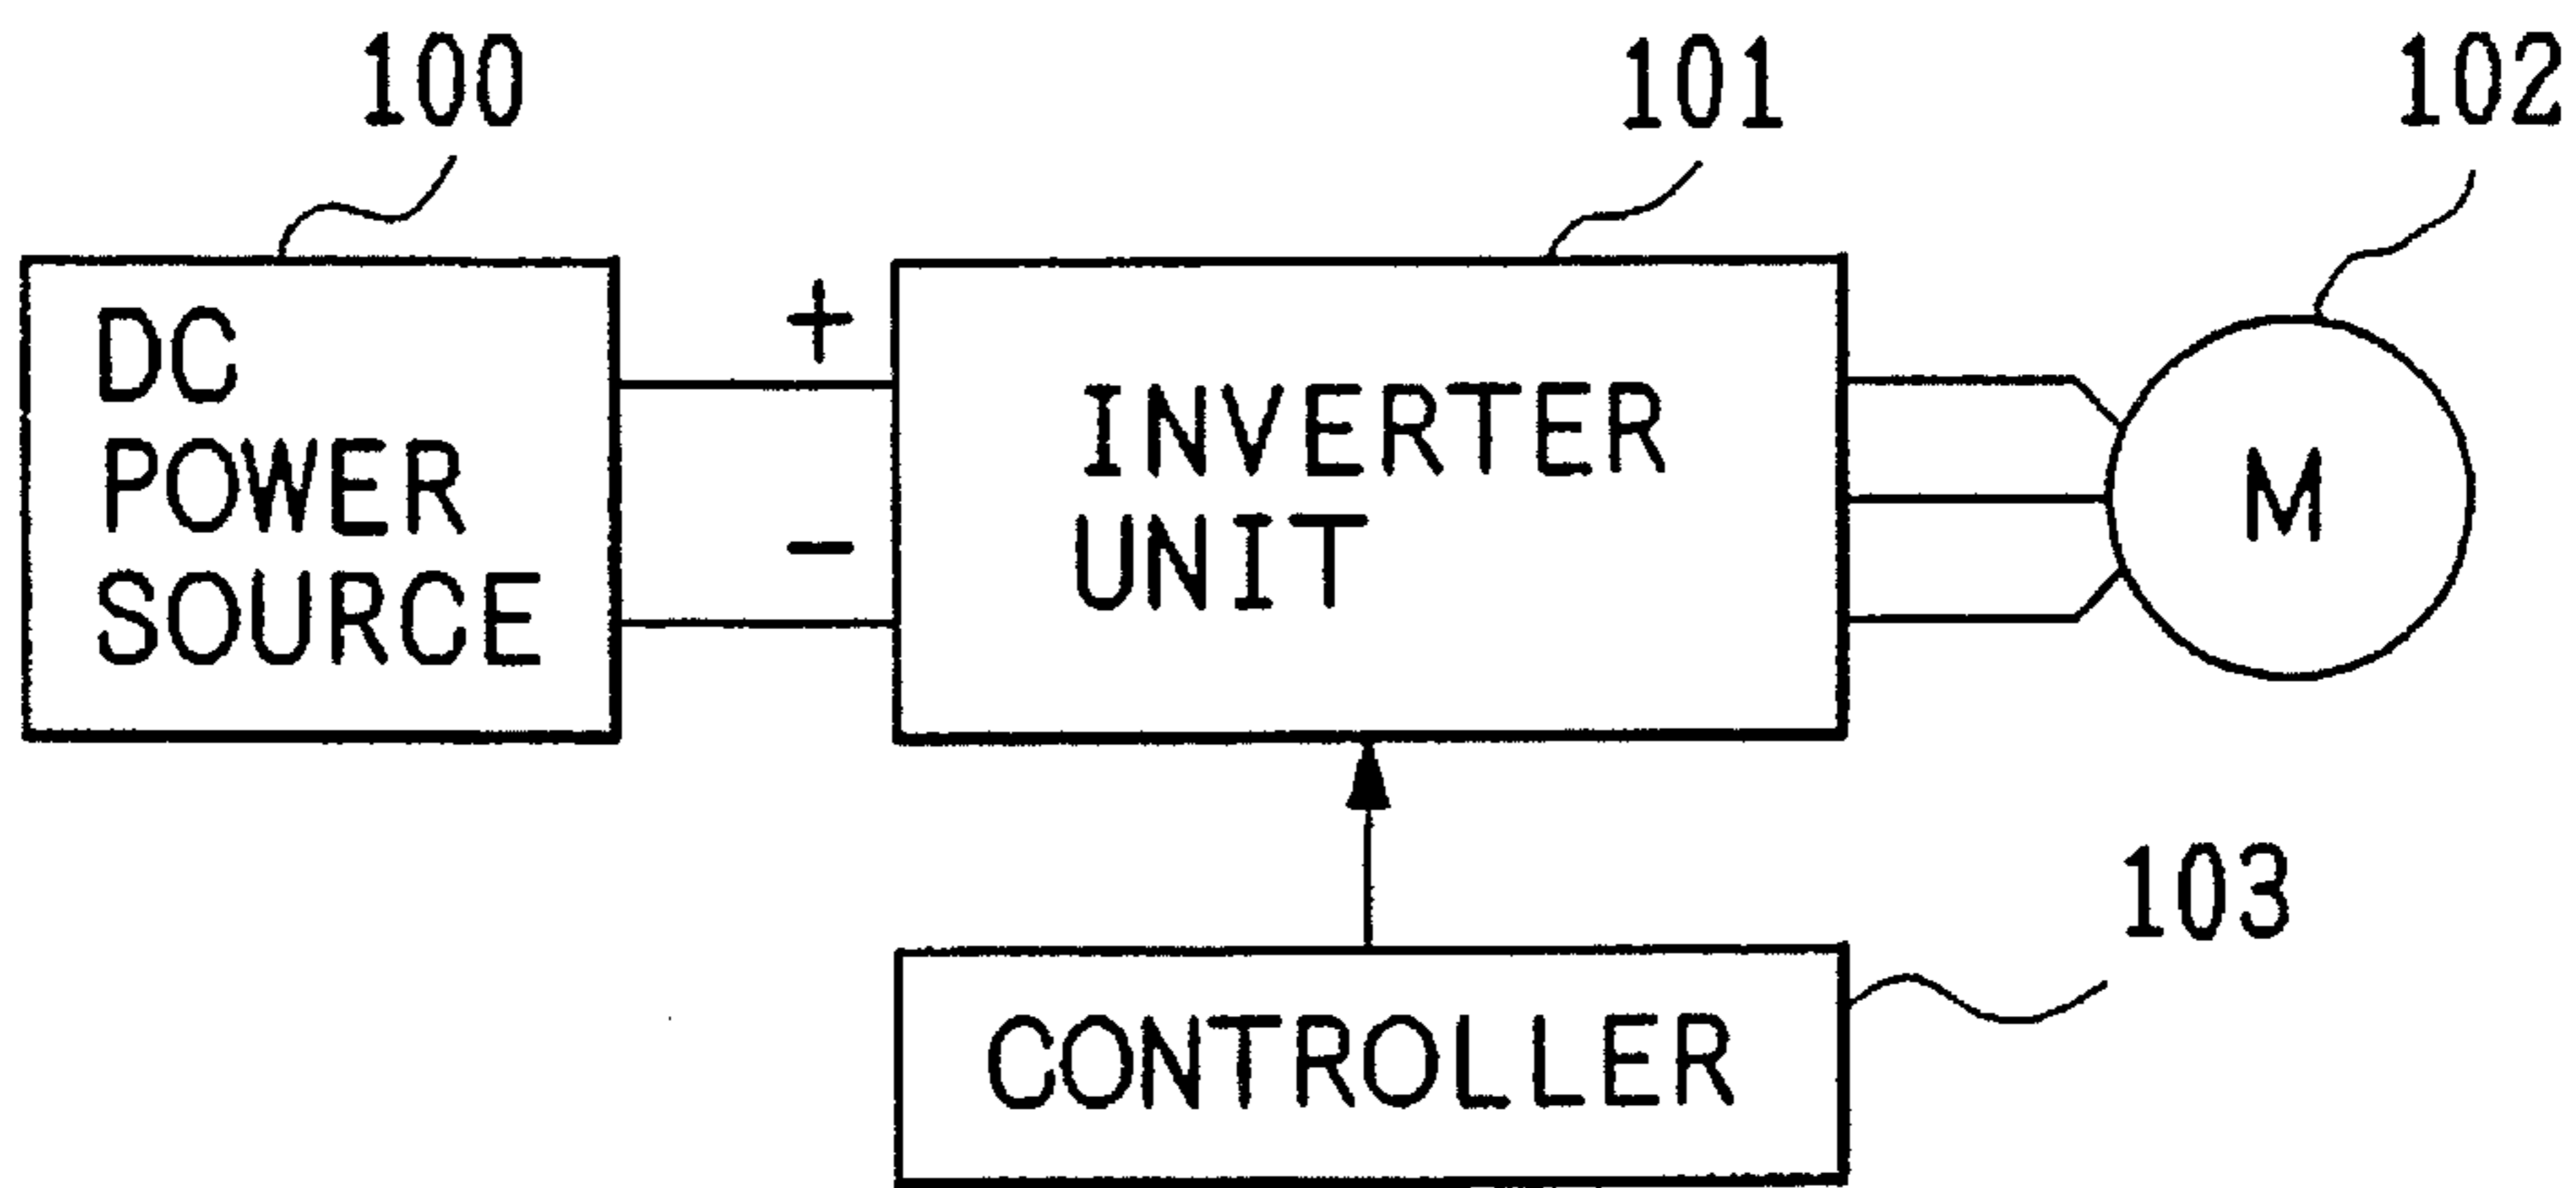 100
101
102
DC
POWER
SOURCE
+
−
INVERTER
UNIT
M
103
CONTROLLER